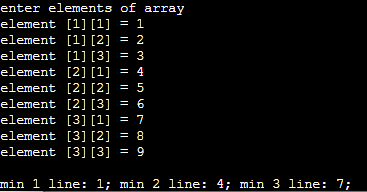 enter elements of array
element [1][1] = 1
element [1][2] = 2
element [1][3] = 3
element [2][1] = 4
element [2][2] = 5
element [2][3] = 6
element [3][1] = 7
element [3][2] = 8
element [3][3] = 9
min 1 line: 1; min 2 line: 4; min 3 line: 7;